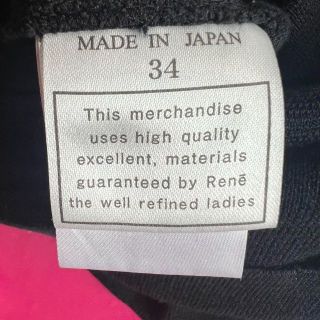 MADE IN JAPAN
34
This merchandise
uses high quality
excellent, materials
guaranteed by René
the well refined ladies